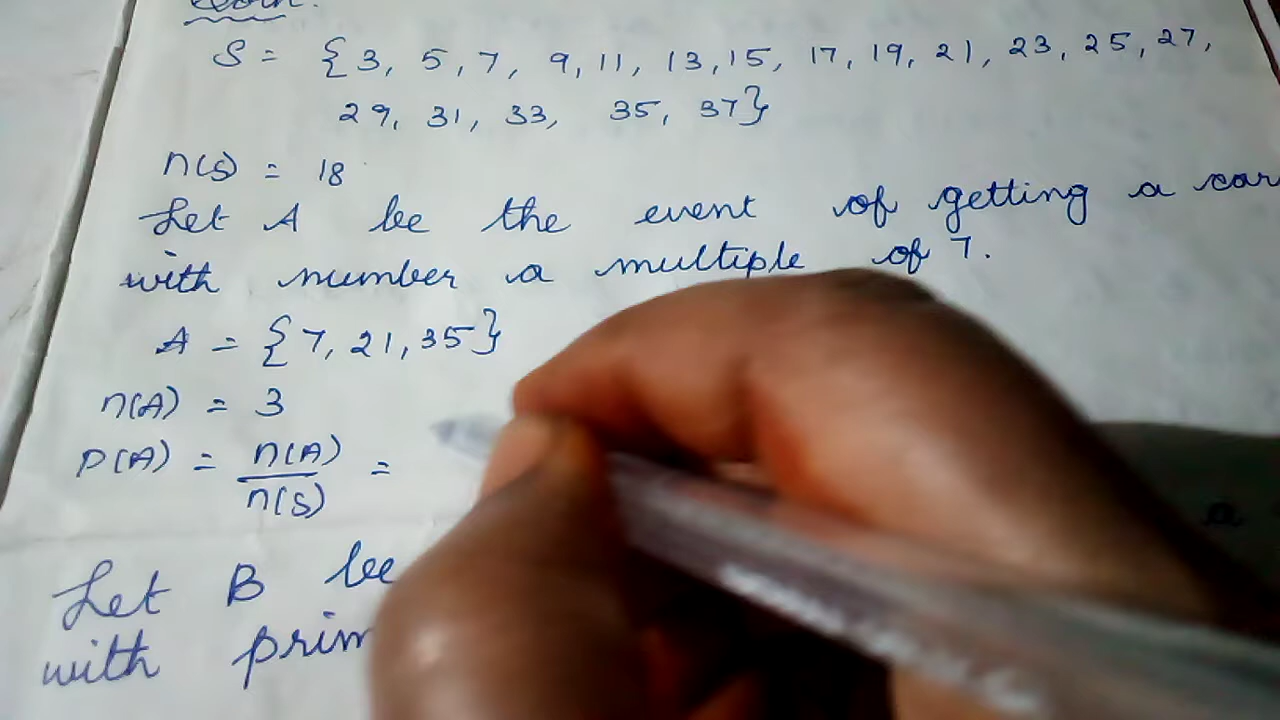 S = {3, 5, 7, 9, 11, 13, 15, 17, 19, 21, 23, 25, 27,
29, 31, 33, 35, 37}
n(S) = 18
Let A be the event of getting a car
with number a multiple of 7.
A = {7, 21, 35}
n(A) = 3
P(A) = n(A)/n(S) =
Let B be
with prim